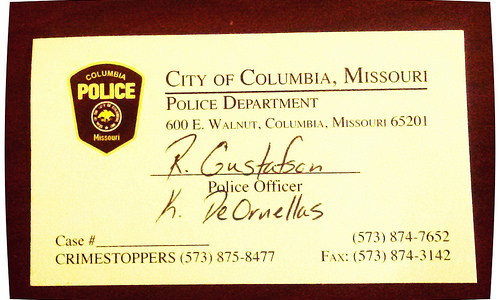 COLUMBIA
POLICE
Missouri
CITY OF COLUMBIA, MISSOURI
POLICE DEPARTMENT
600 E. WALNUT, COLUMBIA, MISSOURI 65201
R. Gustafson
Police Officer
K. DeOrnellas
Case #
(573) 874-7652
CRIMESTOPPERS (573) 875-8477
FAX: (573) 874-3142